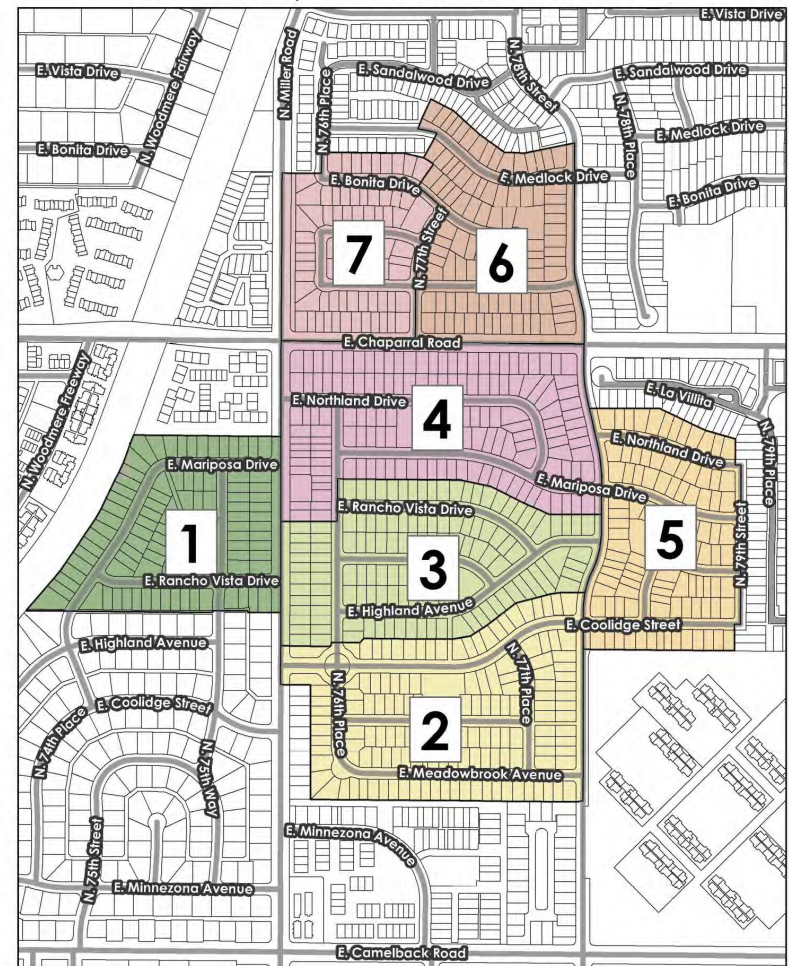 E. Vista Drive
N. Miller Road
N. Woodmere Fairway
N. 78th Street
E. Vista Drive
E. Sandalwood Drive
E. Sandalwood Drive
N. 76th Place
N. 78th Place
E. Medlock Drive
E. Bonita Drive
E. Medlock Drive
E. Bonita Drive
E. Bonita Drive
N. 77th Street
7
6
E. Chaparral Road
N. Woodmere Freeway
E. La Villita
E. Northland Drive
4
N. 79th Place
E. Northland Drive
E. Mariposa Drive
E. Mariposa Drive
E. Rancho Vista Drive
1
5
N. 79th Street
3
E. Rancho Vista Drive
E. Highland Avenue
E. Coolidge Street
E. Highland Avenue
N. 77th Place
N. 76th Place
E. Coolidge Street
N. 74th Place
2
N. 75th Way
E. Meadowbrook Avenue
E. Minnezona Avenue
N. 75th Street
E. Minnezona Avenue
E. Camelback Road